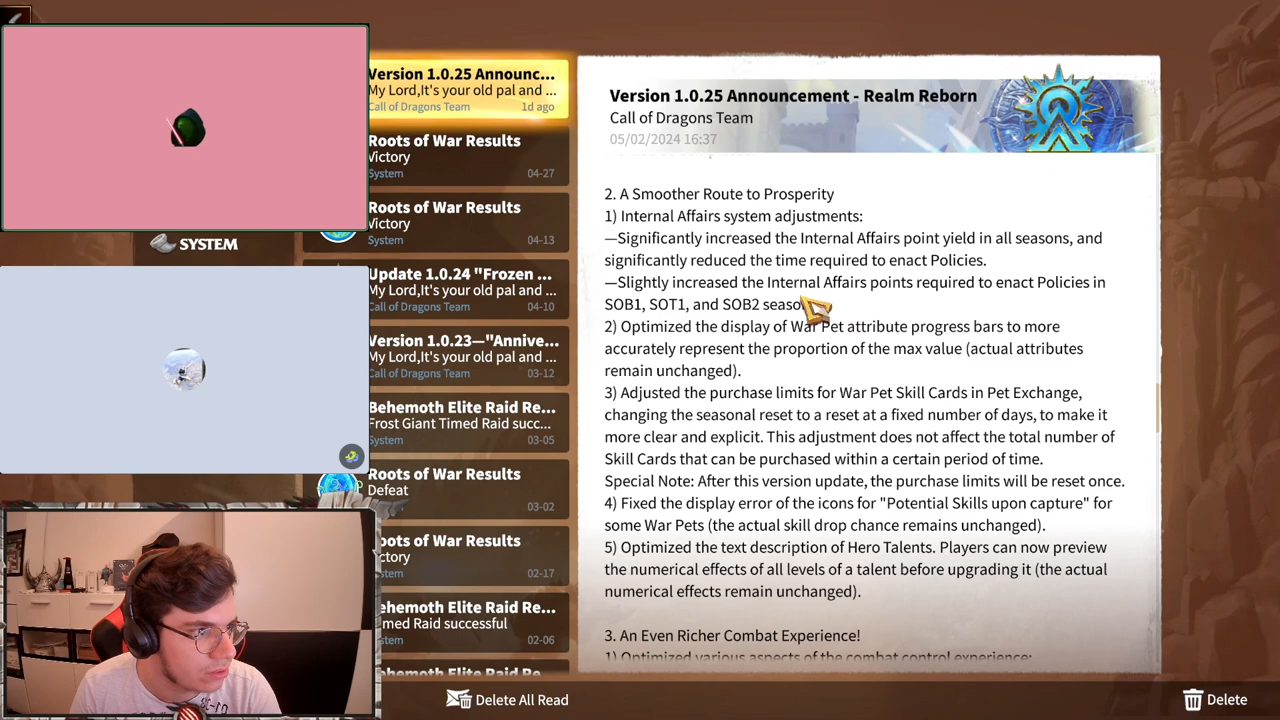 SYSTEM
Version 1.0.25 Announc...
My Lord,It's your old pal and ...
Call of Dragons Team 1d ago
Roots of War Results
Victory
System 04-27
Roots of War Results
Victory
System 04-13
Update 1.0.24 "Frozen ...
My Lord,It's your old pal and ...
Call of Dragons Team 04-10
Version 1.0.23—"Annive...
My Lord,It's your old pal and ...
Call of Dragons Team 03-12
Behemoth Elite Raid Re...
Frost Giant Timed Raid succ...
System 03-05
Roots of War Results
Defeat
03-02
oots of War Results
ctory
stem 02-17
ehemoth Elite Raid Re...
med Raid successful
stem 02-06
ehemoth Elite Raid Re
Delete All Read
Version 1.0.25 Announcement - Realm Reborn
Call of Dragons Team
05/02/2024 16:37
2. A Smoother Route to Prosperity
1) Internal Affairs system adjustments:
—Significantly increased the Internal Affairs point yield in all seasons, and
significantly reduced the time required to enact Policies.
—Slightly increased the Internal Affairs points required to enact Policies in
SOB1, SOT1, and SOB2 seaso
2) Optimized the display of War Pet attribute progress bars to more
accurately represent the proportion of the max value (actual attributes
remain unchanged).
3) Adjusted the purchase limits for War Pet Skill Cards in Pet Exchange,
changing the seasonal reset to a reset at a fixed number of days, to make it
more clear and explicit. This adjustment does not affect the total number of
Skill Cards that can be purchased within a certain period of time.
Special Note: After this version update, the purchase limits will be reset once.
4) Fixed the display error of the icons for "Potential Skills upon capture" for
some War Pets (the actual skill drop chance remains unchanged).
5) Optimized the text description of Hero Talents. Players can now preview
the numerical effects of all levels of a talent before upgrading it (the actual
numerical effects remain unchanged).
3. An Even Richer Combat Experience!
1) Optimized various aspects of the combat control experience:
Delete